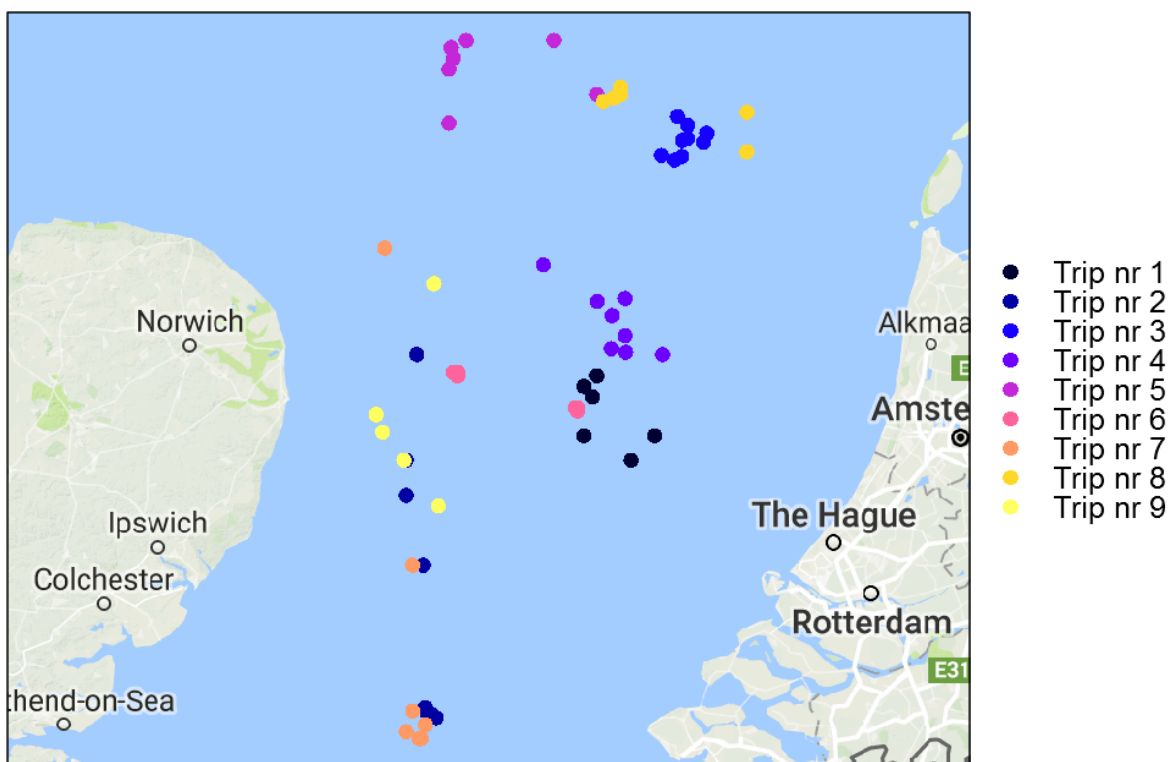 Norwich
Alkmaa
E
Amste
The Hague
Ipswich
Colchester
Rotterdam
E31
thend-on-Sea
Trip nr 1
Trip nr 2
Trip nr 3
Trip nr 4
Trip nr 5
Trip nr 6
Trip nr 7
Trip nr 8
Trip nr 9